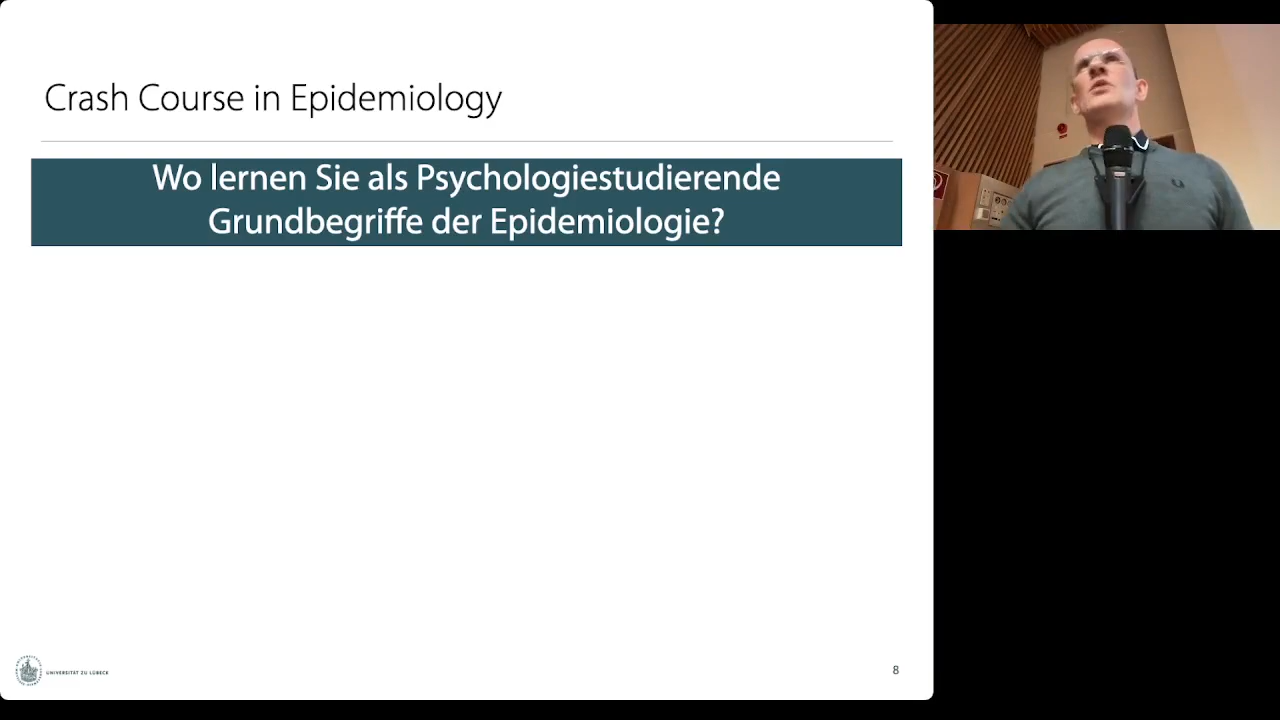 Crash Course in Epidemiology
Wo lernen Sie als Psychologiestudierende
Grundbegriffe der Epidemiologie?
UNIVERSITÄT ZU LÜBECK
8